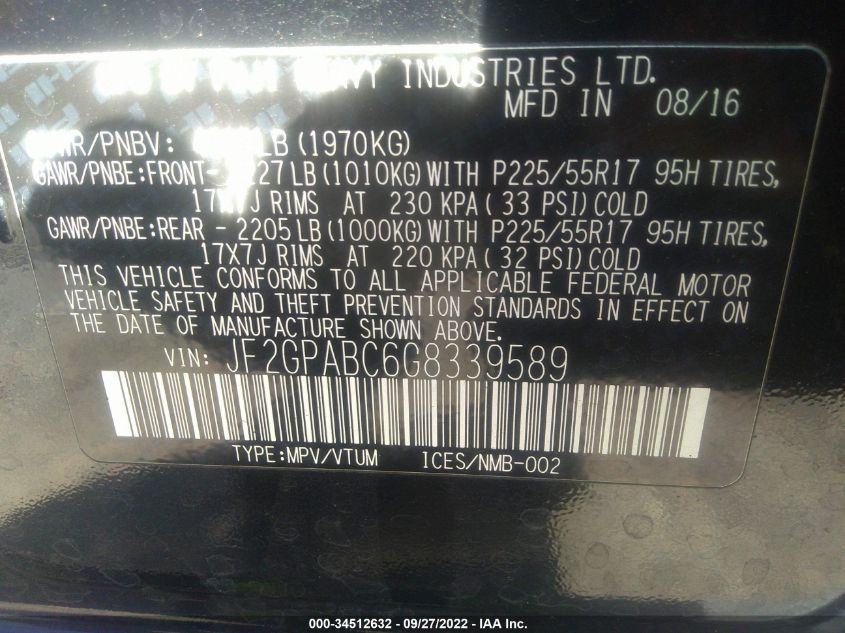 INDUSTRIES LTD.
MFD IN 08/16
GAWR/PNBV: LB (1970KG)
GAWR/PNBE:FRONT- 2227 LB (1010KG) WITH P225/55R17 95H TIRES,
17X7J RIMS AT 230 KPA ( 33 PSI) COLD
GAWR/PNBE:REAR - 2205 LB (1000KG) WITH P225/55R17 95H TIRES,
17X7J RIMS AT 220 KPA ( 32 PSI) COLD
THIS VEHICLE CONFORMS TO ALL APPLICABLE FEDERAL MOTOR
VEHICLE SAFETY AND THEFT PREVENTION STANDARDS IN EFFECT ON
THE DATE OF MANUFACTURE SHOWN ABOVE.
VIN: JF2GPABC6G8339589
TYPE:MPV/VTUM ICES/NMB-002
000-34512632 - 09/27/2022 - IAA Inc.